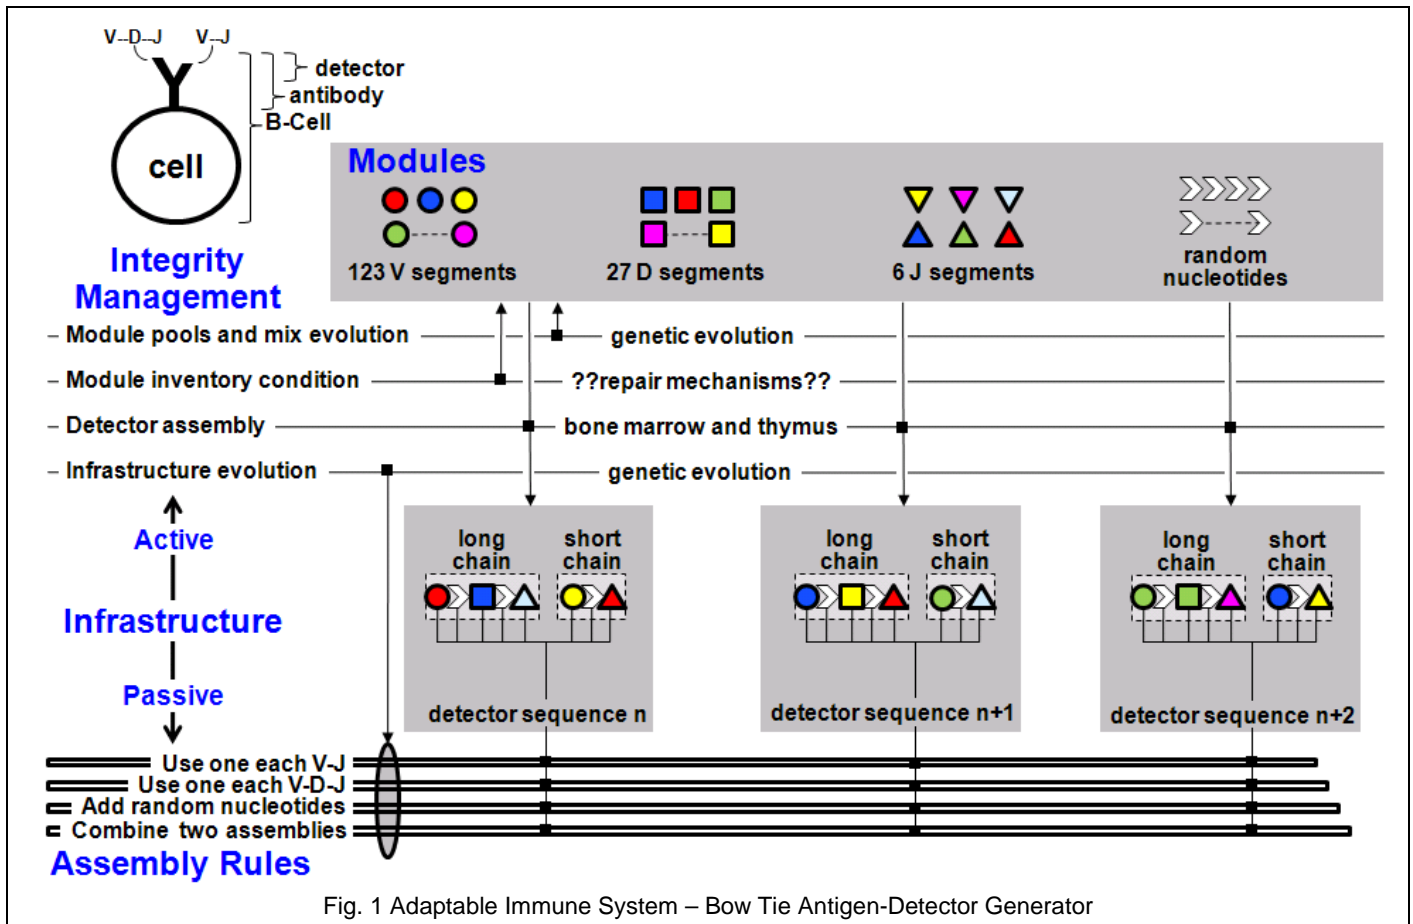 V--D--J V--J
detector
antibody
B-Cell
cell
Modules
123 V segments
27 D segments
6 J segments
random
nucleotides
Integrity
Management
Module pools and mix evolution
genetic evolution
Module inventory condition
??repair mechanisms??
Detector assembly
bone marrow and thymus
Infrastructure evolution
genetic evolution
Active
Infrastructure
Passive
long
chain
short
chain
detector sequence n
long
chain
short
chain
detector sequence n+1
long
chain
short
chain
detector sequence n+2
Use one each V-J
Use one each V-D-J
Add random nucleotides
Combine two assemblies
Assembly Rules
Fig. 1 Adaptable Immune System – Bow Tie Antigen-Detector Generator